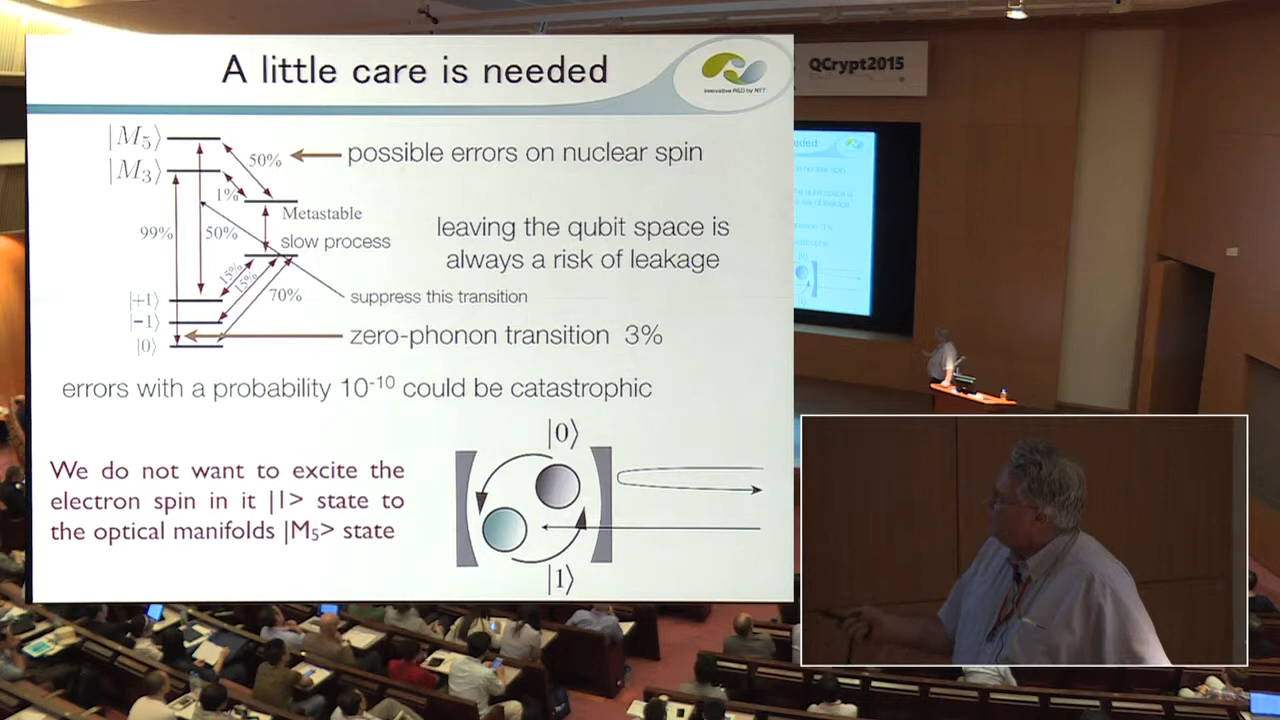 A little care is needed
innovative R&D by NTT
QCrypt2015
|M5⟩
|M3⟩
50%
possible errors on nuclear spin
1%
Metastable
99%
50%
slow process
leaving the qubit space is
always a risk of leakage
15%
15%
70%
|+1⟩
|−1⟩
|0⟩
suppress this transition
zero-phonon transition 3%
errors with a probability 10-10 could be catastrophic
We do not want to excite the
electron spin in it |1> state to
the optical manifolds |M5> state
|0⟩
|1⟩